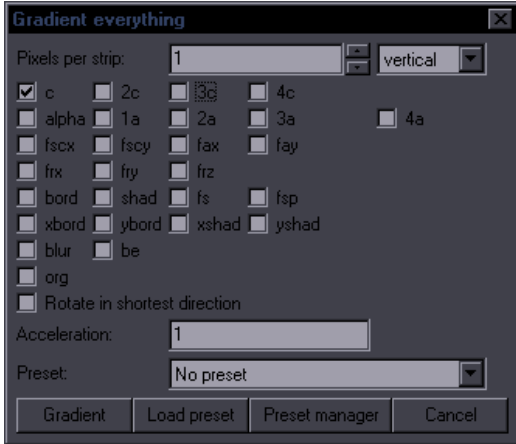 Gradient everything
Pixels per strip: 1 vertical
c 2c 3c 4c
alpha 1a 2a 3a 4a
fscx fscy fax fay
frx fry frz
bord shad fs fsp
xbord ybord xshad yshad
blur be
org
Rotate in shortest direction
Acceleration: 1
Preset: No preset
Gradient Load preset Preset manager Cancel